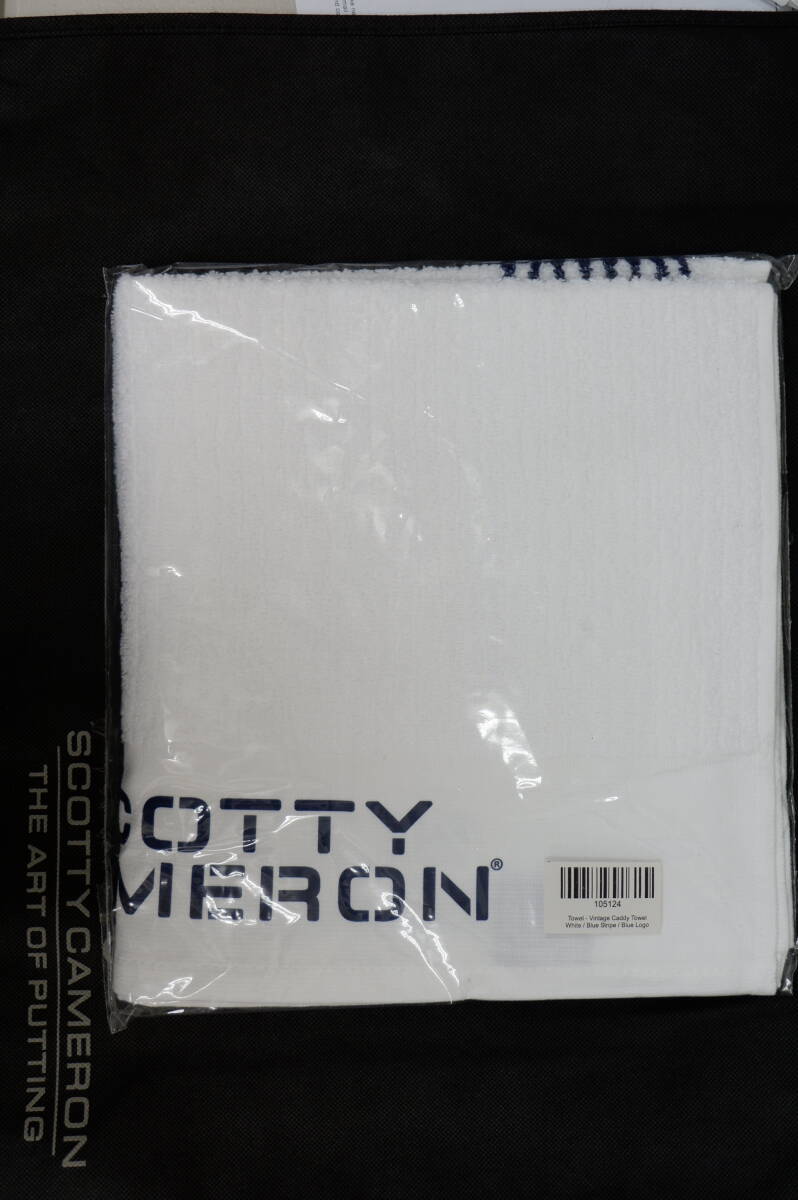 COTTY
MERON®
105124
Towel - Vintage Caddy Towel
White / Blue Stripe / Blue Logo
SCOTTY CAMERON
THE ART OF PUTTING